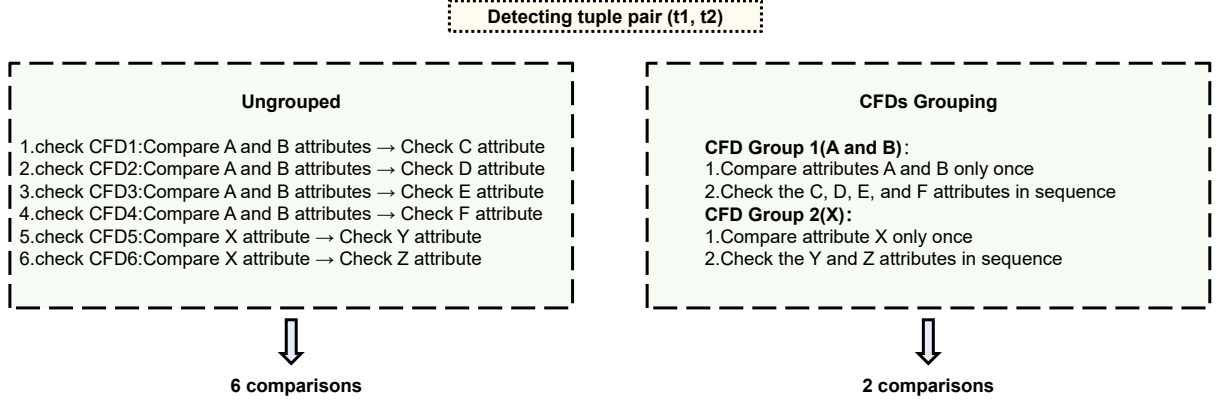 Detecting tuple pair (t1, t2)
Ungrouped
1.check CFD1:Compare A and B attributes → Check C attribute
2.check CFD2:Compare A and B attributes → Check D attribute
3.check CFD3:Compare A and B attributes → Check E attribute
4.check CFD4:Compare A and B attributes → Check F attribute
5.check CFD5:Compare X attribute → Check Y attribute
6.check CFD6:Compare X attribute → Check Z attribute
6 comparisons
CFDs Grouping
CFD Group 1(A and B):
1.Compare attributes A and B only once
2.Check the C, D, E, and F attributes in sequence
CFD Group 2(X):
1.Compare attribute X only once
2.Check the Y and Z attributes in sequence
2 comparisons